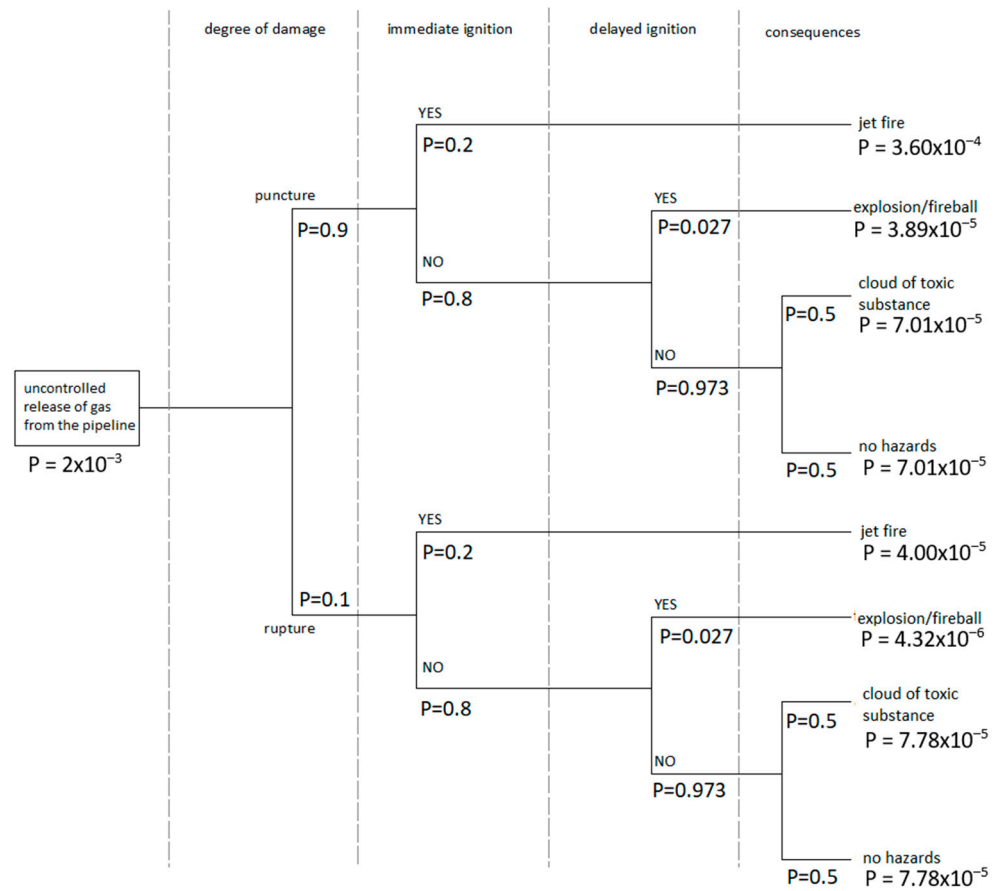 degree of damage
immediate ignition
delayed ignition
consequences
YES
P=0.2
jet fire
P = 3.60x10⁻⁴
puncture
P=0.9
YES
P=0.027
explosion/fireball
P = 3.89x10⁻⁵
NO
P=0.8
cloud of toxic
substance
P=0.5
P = 7.01x10⁻⁵
NO
P=0.973
no hazards
P=0.5
P = 7.01x10⁻⁵
uncontrolled
release of gas
from the pipeline
P = 2x10⁻³
YES
P=0.2
jet fire
P = 4.00x10⁻⁵
P=0.1
rupture
YES
P=0.027
explosion/fireball
P = 4.32x10⁻⁶
NO
P=0.8
cloud of toxic
substance
P=0.5
P = 7.78x10⁻⁵
NO
P=0.973
no hazards
P=0.5
P = 7.78x10⁻⁵